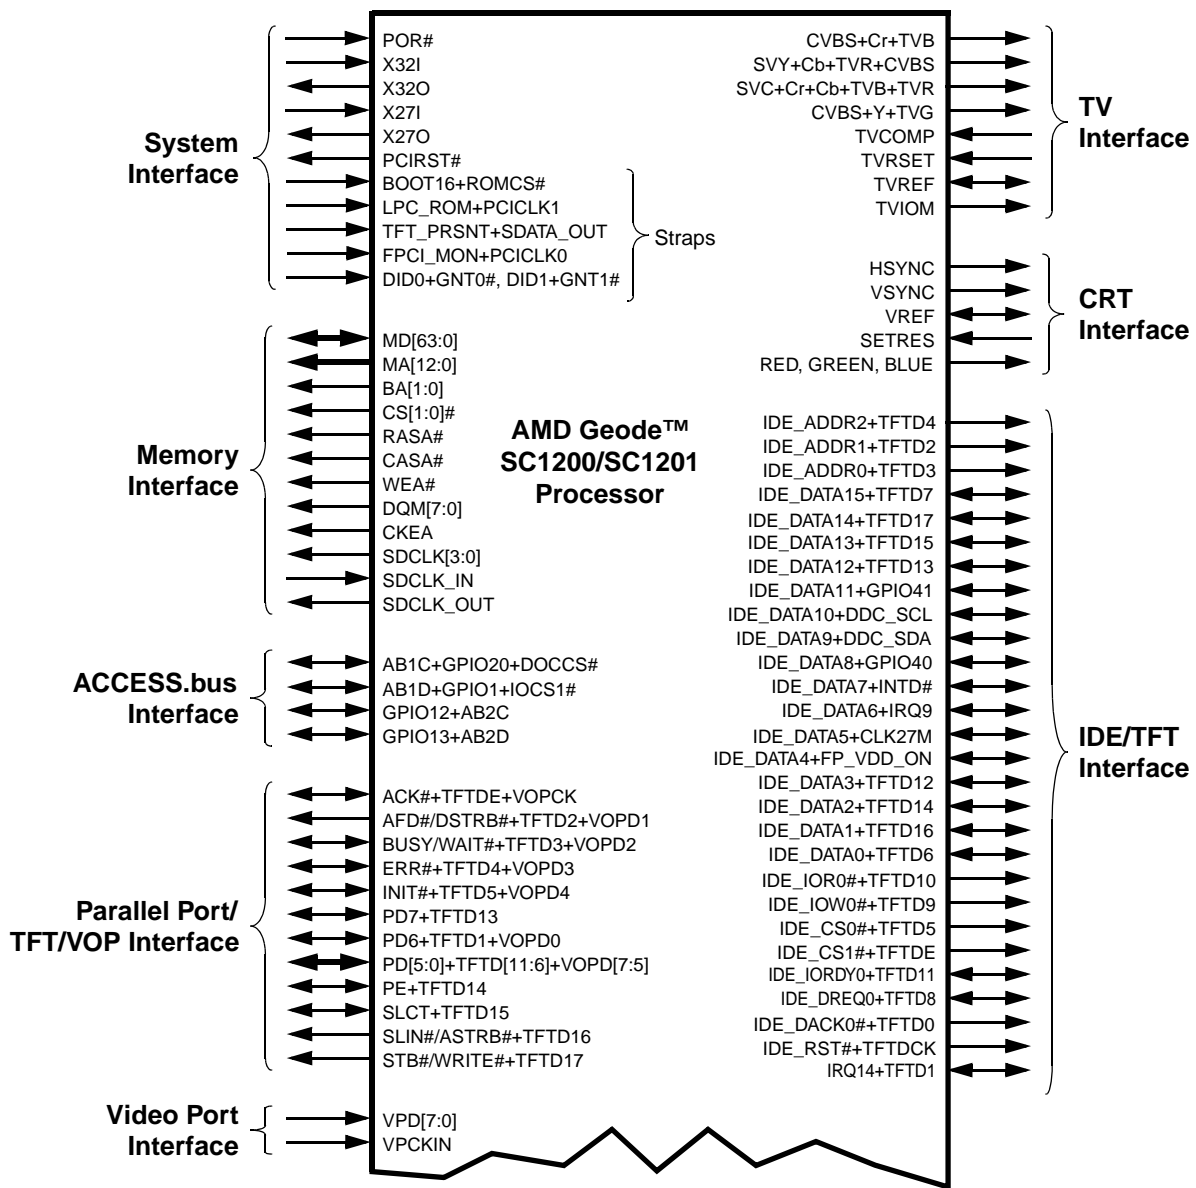 System
Interface
POR#
X32I
X32O
X27I
X27O
PCIRST#
BOOT16+ROMCS#
LPC_ROM+PCICLK1
TFT_PRSNT+SDATA_OUT
FPCI_MON+PCICLK0
DID0+GNT0#, DID1+GNT1#
Straps
Memory
Interface
MD[63:0]
MA[12:0]
BA[1:0]
CS[1:0]#
RASA#
CASA#
WEA#
DQM[7:0]
CKEA
SDCLK[3:0]
SDCLK_IN
SDCLK_OUT
ACCESS.bus
Interface
AB1C+GPIO20+DOCCS#
AB1D+GPIO1+IOCS1#
GPIO12+AB2C
GPIO13+AB2D
Parallel Port/
TFT/VOP Interface
ACK#+TFTDE+VOPCK
AFD#/DSTRB#+TFTD2+VOPD1
BUSY/WAIT#+TFTD3+VOPD2
ERR#+TFTD4+VOPD3
INIT#+TFTD5+VOPD4
PD7+TFTD13
PD6+TFTD1+VOPD0
PD[5:0]+TFTD[11:6]+VOPD[7:5]
PE+TFTD14
SLCT+TFTD15
SLIN#/ASTRB#+TFTD16
STB#/WRITE#+TFTD17
Video Port
Interface
VPD[7:0]
VPCKIN
AMD Geode™
SC1200/SC1201
Processor
CVBS+Cr+TVB
SVY+Cb+TVR+CVBS
SVC+Cr+Cb+TVB+TVR
CVBS+Y+TVG
TVCOMP
TVRSET
TVREF
TVIOM
TV
Interface
HSYNC
VSYNC
VREF
SETRES
RED, GREEN, BLUE
CRT
Interface
IDE_ADDR2+TFTD4
IDE_ADDR1+TFTD2
IDE_ADDR0+TFTD3
IDE_DATA15+TFTD7
IDE_DATA14+TFTD17
IDE_DATA13+TFTD15
IDE_DATA12+TFTD13
IDE_DATA11+GPIO41
IDE_DATA10+DDC_SCL
IDE_DATA9+DDC_SDA
IDE_DATA8+GPIO40
IDE_DATA7+INTD#
IDE_DATA6+IRQ9
IDE_DATA5+CLK27M
IDE_DATA4+FP_VDD_ON
IDE_DATA3+TFTD12
IDE_DATA2+TFTD14
IDE_DATA1+TFTD16
IDE_DATA0+TFTD6
IDE_IOR0#+TFTD10
IDE_IOW0#+TFTD9
IDE_CS0#+TFTD5
IDE_CS1#+TFTDE
IDE_IORDY0+TFTD11
IDE_DREQ0+TFTD8
IDE_DACK0#+TFTD0
IDE_RST#+TFTDCK
IRQ14+TFTD1
IDE/TFT
Interface